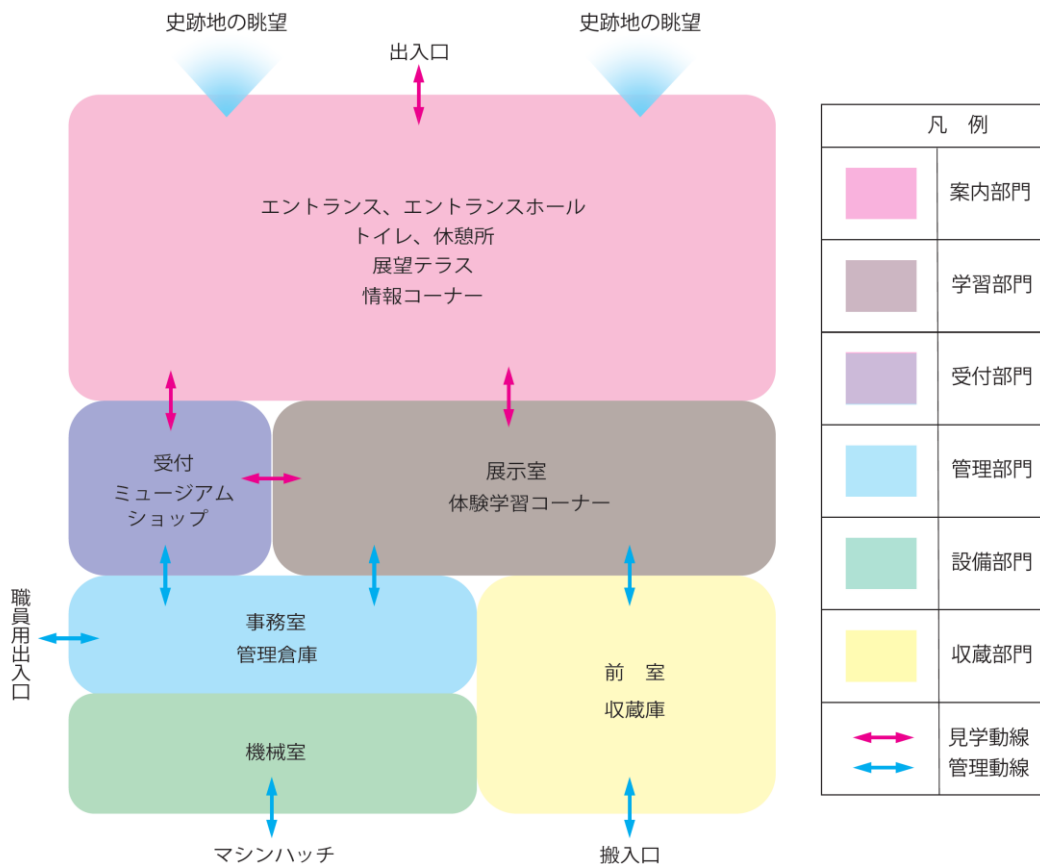 史跡地の眺望
史跡地の眺望
出入口
エントランス、エントランスホール
トイレ、休憩所
展望テラス
情報コーナー
受付
ミュージアム
ショップ
展示室
体験学習コーナー
職員用出入口
事務室
管理倉庫
前　室
収蔵庫
機械室
マシンハッチ
搬入口
凡　例
案内部門
学習部門
受付部門
管理部門
設備部門
収蔵部門
見学動線
管理動線